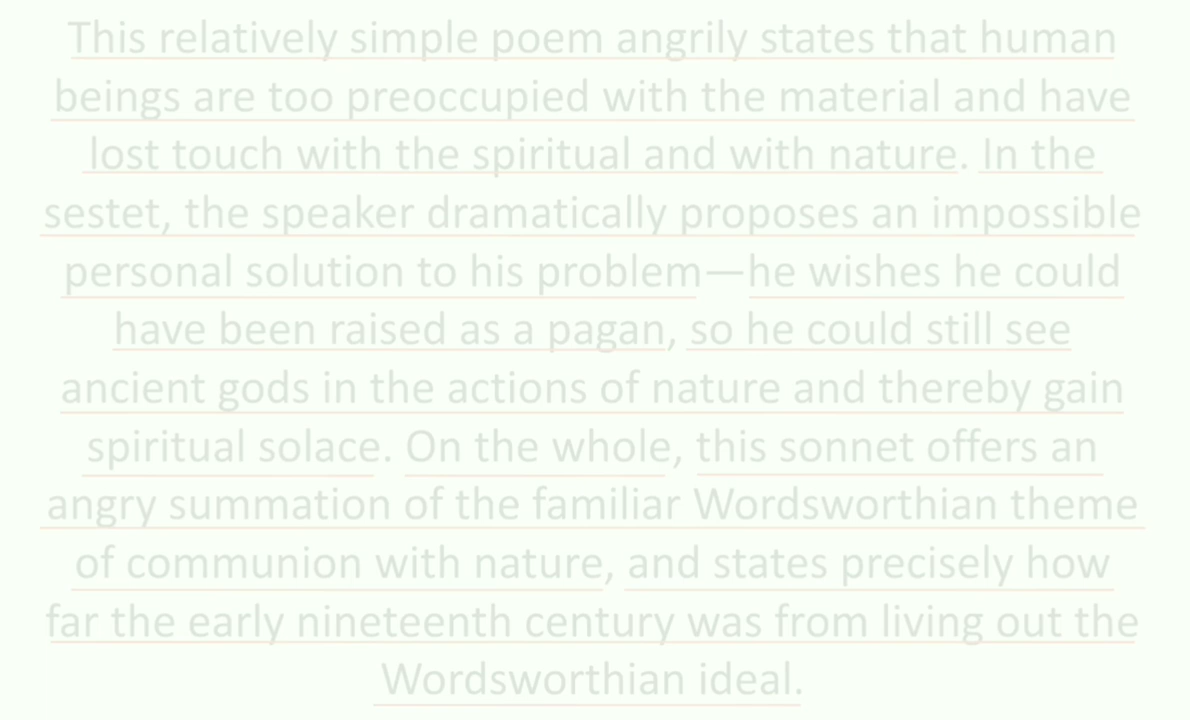 This relatively simple poem angrily states that human
beings are too preoccupied with the material and have
lost touch with the spiritual and with nature. In the
sestet, the speaker dramatically proposes an impossible
personal solution to his problem—he wishes he could
have been raised as a pagan, so he could still see
ancient gods in the actions of nature and thereby gain
spiritual solace. On the whole, this sonnet offers an
angry summation of the familiar Wordsworthian theme
of communion with nature, and states precisely how
far the early nineteenth century was from living out the
Wordsworthian ideal.